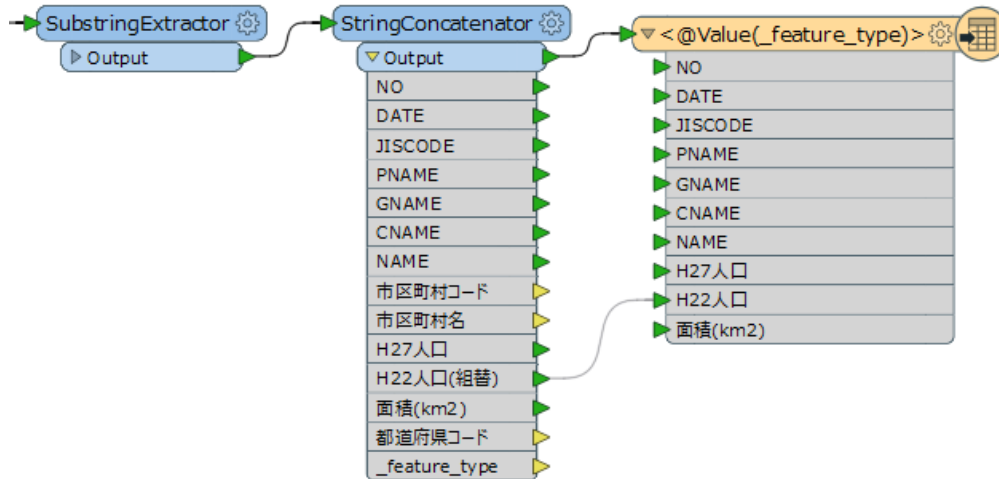 SubstringExtractor
Output
StringConcatenator
Output
NO
DATE
JISCODE
PNAME
GNAME
CNAME
NAME
市区町村コード
市区町村名
H27人口
H22人口(組替)
面積(km2)
都道府県コード
_feature_type
<@Value(_feature_type)>
NO
DATE
JISCODE
PNAME
GNAME
CNAME
NAME
H27人口
H22人口
面積(km2)